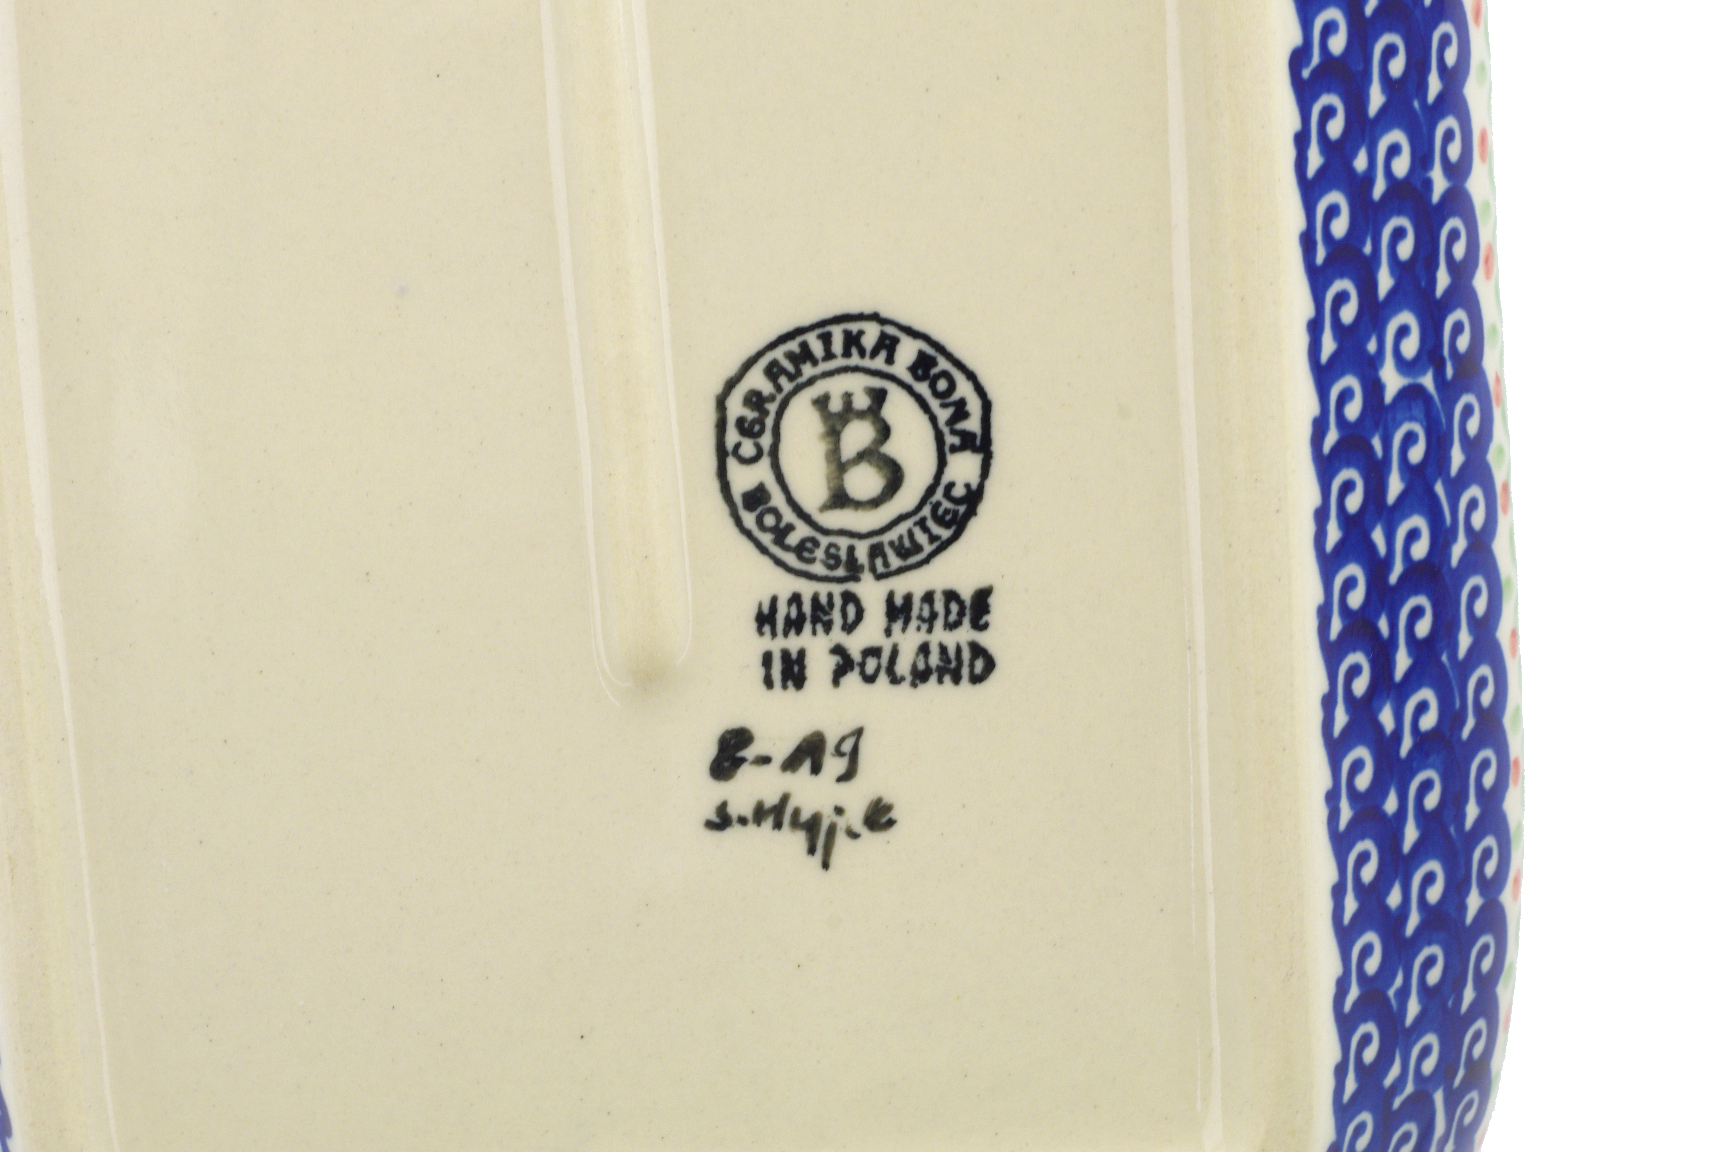 CERAMIKA BONA
B
BOLESŁAWIEC
HAND MADE
IN POLAND
B-19